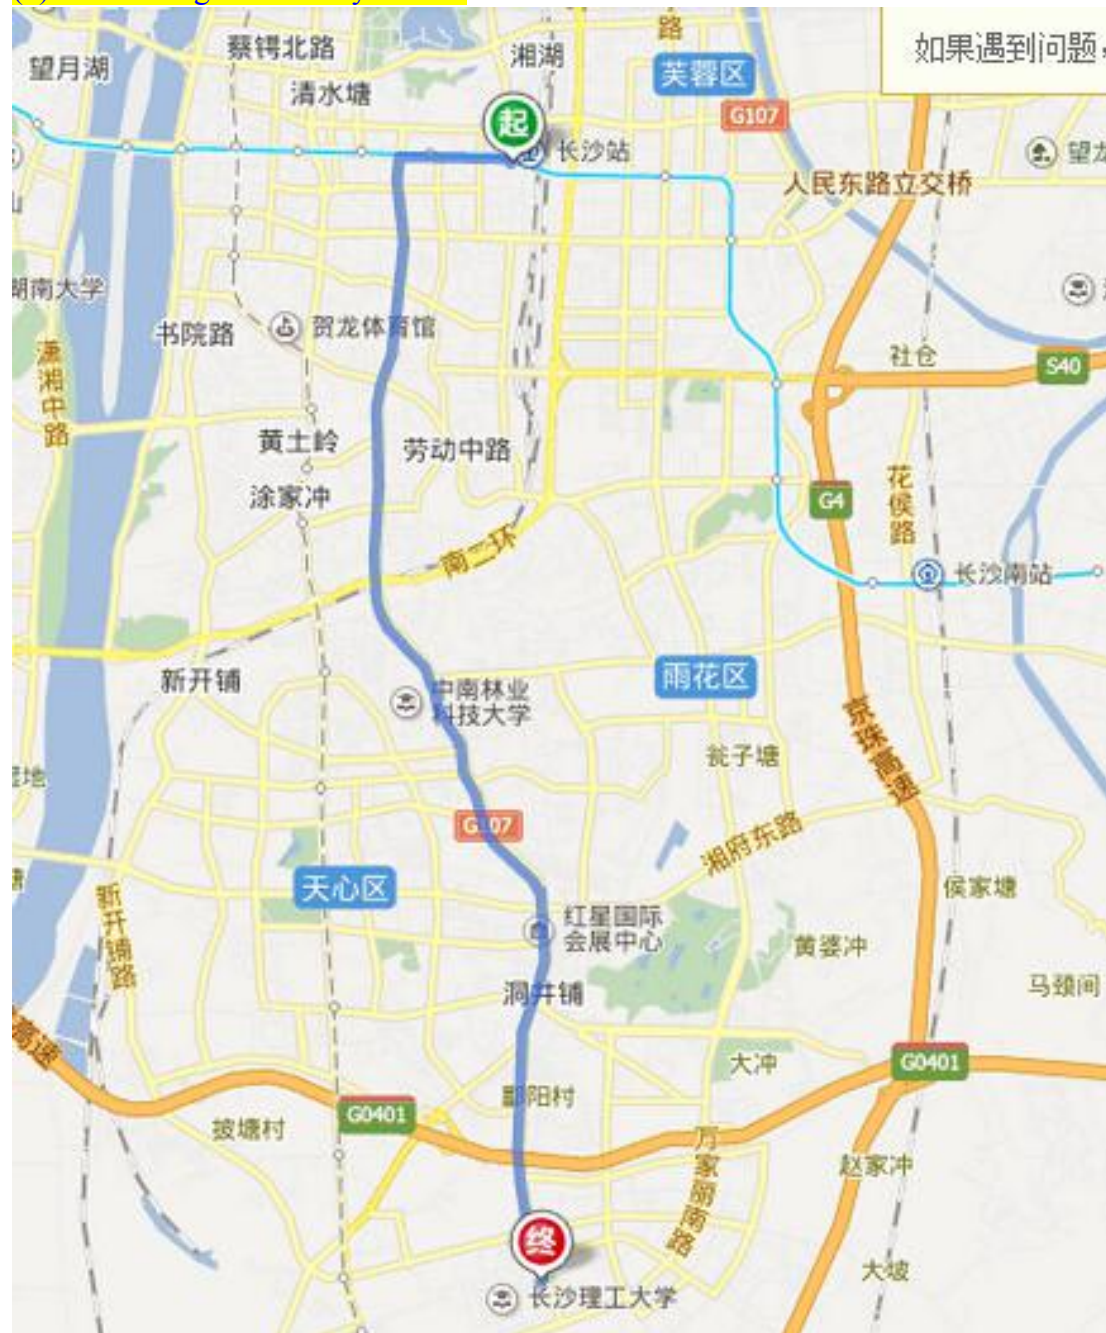 路
如果遇到问题，
蔡锷北路
湘湖
望月湖
芙蓉区
清水塘
G107
起
长沙站
望龙
人民东路立交桥
湖南大学
贺龙体育馆
书院路
社仓
S40
潇湘中路
黄土岭
劳动中路
花侯路
涂家冲
G4
南二环
长沙南站
新开铺
雨花区
中南林业
科技大学
京珠高速
瓮子塘
湿地
G107
湘府东路
天心区
侯家塘
新开铺路
红星国际
会展中心
黄婆冲
马颈间
洞井铺
高速
大冲
G0401
鄱阳村
G0401
披塘村
万家丽南路
赵家冲
终
大坡
长沙理工大学